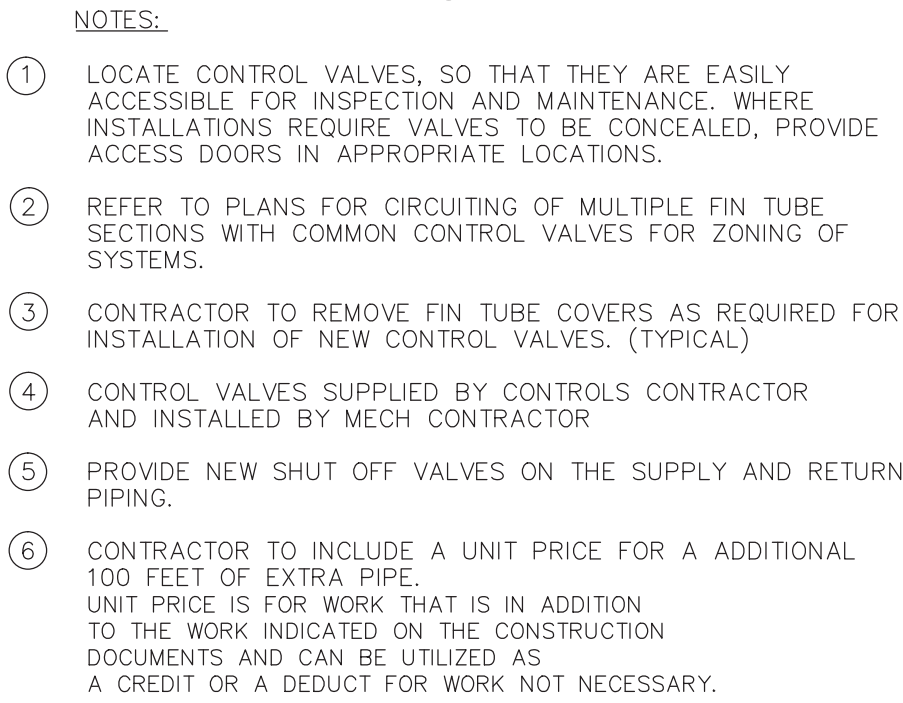 NOTES:
1 LOCATE CONTROL VALVES, SO THAT THEY ARE EASILY
ACCESSIBLE FOR INSPECTION AND MAINTENANCE. WHERE
INSTALLATIONS REQUIRE VALVES TO BE CONCEALED, PROVIDE
ACCESS DOORS IN APPROPRIATE LOCATIONS.
2 REFER TO PLANS FOR CIRCUITING OF MULTIPLE FIN TUBE
SECTIONS WITH COMMON CONTROL VALVES FOR ZONING OF
SYSTEMS.
3 CONTRACTOR TO REMOVE FIN TUBE COVERS AS REQUIRED FOR
INSTALLATION OF NEW CONTROL VALVES. (TYPICAL)
4 CONTROL VALVES SUPPLIED BY CONTROLS CONTRACTOR
AND INSTALLED BY MECH CONTRACTOR
5 PROVIDE NEW SHUT OFF VALVES ON THE SUPPLY AND RETURN
PIPING.
6 CONTRACTOR TO INCLUDE A UNIT PRICE FOR A ADDITIONAL
100 FEET OF EXTRA PIPE.
UNIT PRICE IS FOR WORK THAT IS IN ADDITION
TO THE WORK INDICATED ON THE CONSTRUCTION
DOCUMENTS AND CAN BE UTILIZED AS
A CREDIT OR A DEDUCT FOR WORK NOT NECESSARY.